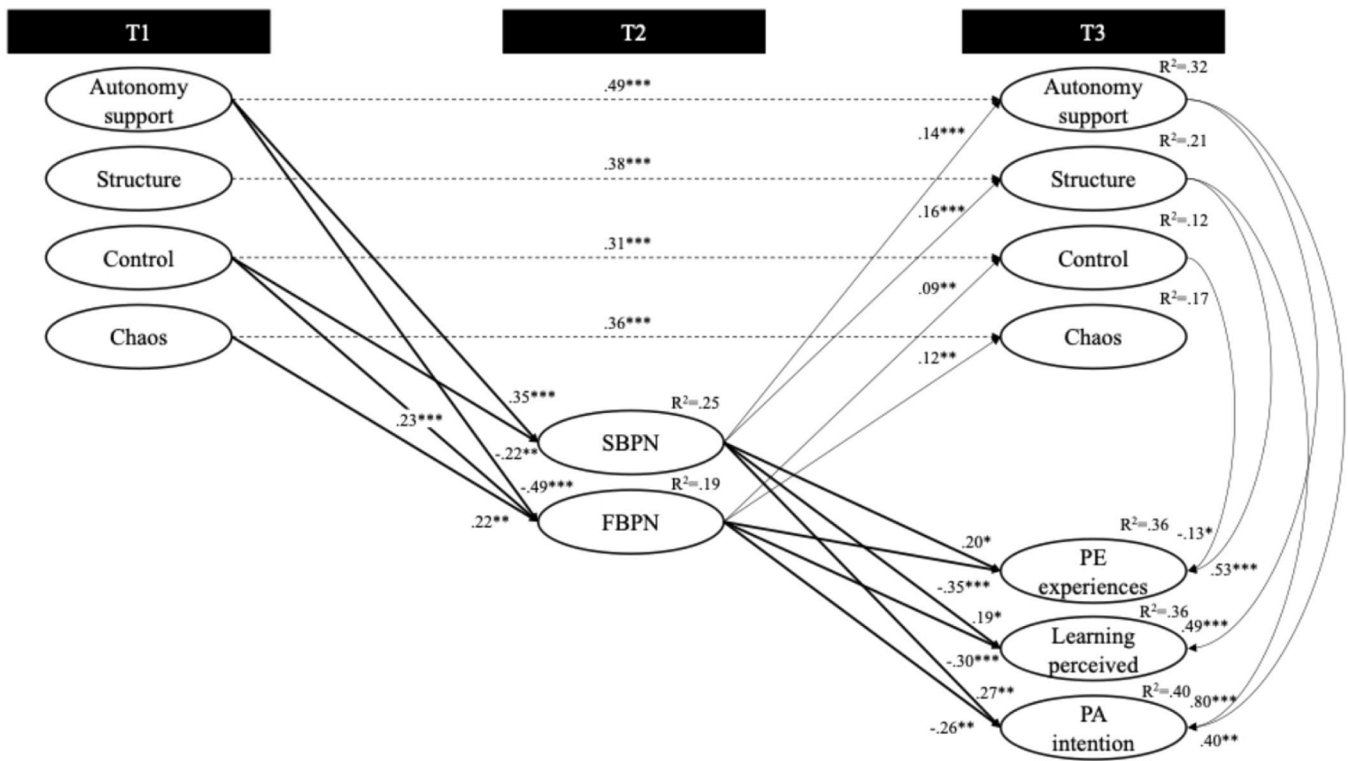 T1
T2
T3
Autonomy
support
.49***
R²=.32
Autonomy
support
.14***
Structure
.38***
R²=.21
Structure
.16***
Control
.31***
R²=.12
Control
.09**
Chaos
.36***
R²=.17
Chaos
.12**
.35***
.23***
-.22**
-.49***
.22**
R²=.25
SBPN
R²=.19
FBPN
.20*
-.35***
R²=.36
-.13*
PE
experiences
.53***
.19*
-.30***
R²=.36
.49***
Learning
perceived
.27**
-.26**
R²=.40
.80***
PA
intention
.40**